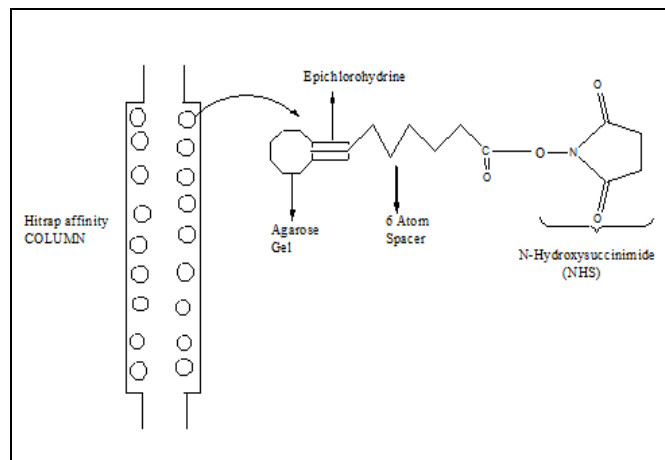 Epichlorohydrine
O
C
O
N
O
O
Hitrap affinity
COLUMN
Agarose
Gel
6 Atom
Spacer
N-Hydroxysuccinimide
(NHS)